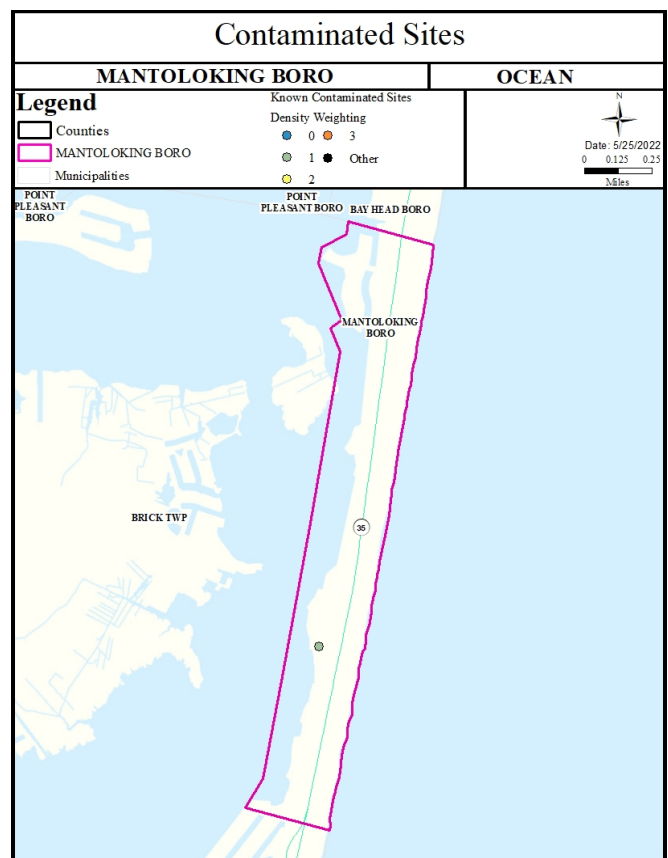 Contaminated Sites
MANTOLOKING BORO
OCEAN
Legend
Counties
MANTOLOKING BORO
Municipalities
Known Contaminated Sites
Density Weighting
0
3
1
Other
2
N
Date: 5/25/2022
0 0.125 0.25
Miles
POINT
PLEASANT
BORO
POINT
PLEASANT BORO
BAY HEAD BORO
MANTOLOKING
BORO
BRICK TWP
35